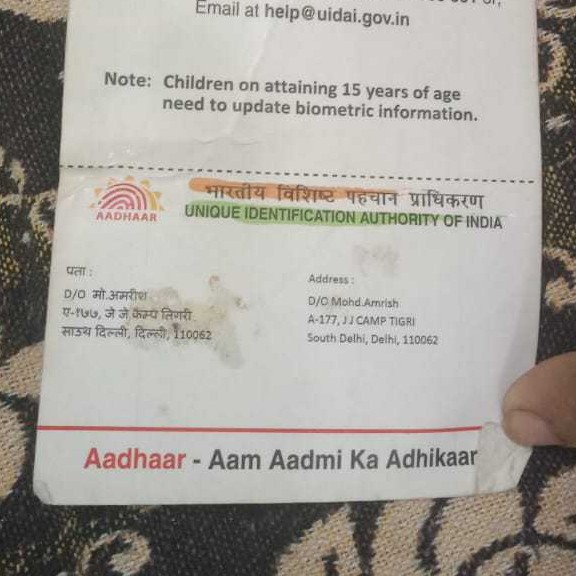 Email at help@uidai.gov.in
Note: Children on attaining 15 years of age
need to update biometric information.
AADHAAR
भारतीय विशिष्ट पहचान प्राधिकरण
UNIQUE IDENTIFICATION AUTHORITY OF INDIA
पता :
D/O मो.अमरीश
ए-१७७, जे जे कैम्प तिगरी
साउथ दिल्ली, दिल्ली, 110062
Address :
D/O Mohd.Amrish
A-177, J J CAMP TIGRI
South Delhi, Delhi, 110062
Aadhaar - Aam Aadmi Ka Adhikaar